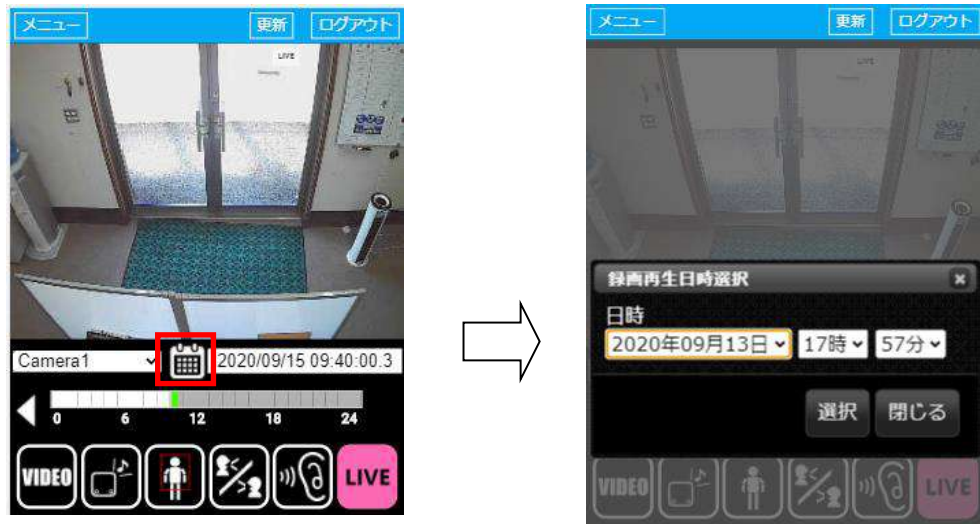 メニュー 更新 ログアウト
LIVE
Camera1 2020/09/15 09:40:00.3
0 6 12 18 24
VIDEO LIVE
メニュー 更新 ログアウト
LIVE
録画再生日時選択 ×
日時
2020年09月13日 17時 57分
選択 閉じる
VIDEO LIVE